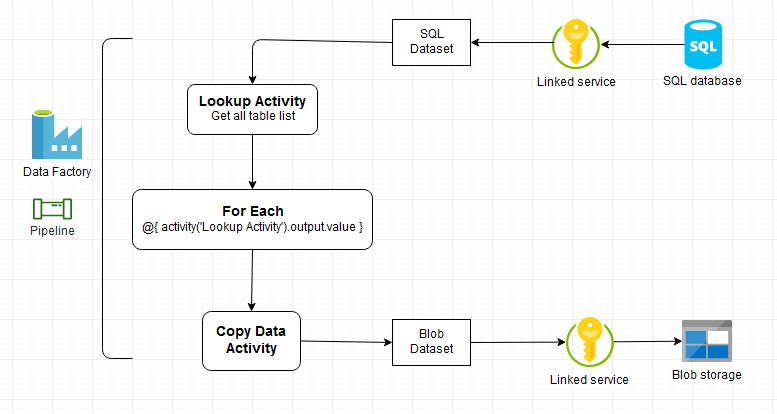 SQL
Dataset
SQL
Linked service
SQL database
Lookup Activity
Get all table list
Data Factory
Pipeline
For Each
@{ activity('Lookup Activity').output.value }
Copy Data
Activity
Blob
Dataset
Linked service
Blob storage